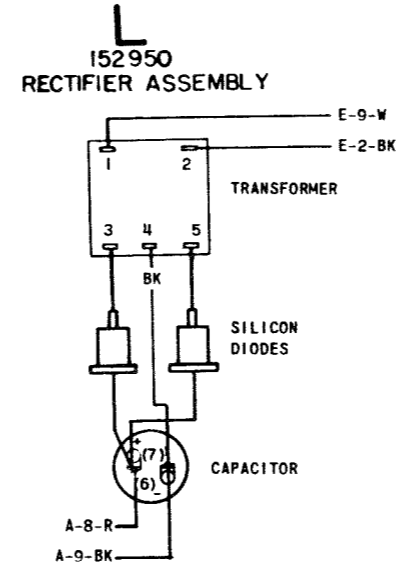 L
152950
RECTIFIER ASSEMBLY
E-9-W
E-2-BK
1 2
TRANSFORMER
3 4 5
BK
SILICON
DIODES
+
(7)
CAPACITOR
(6) -
A-8-R
A-9-BK